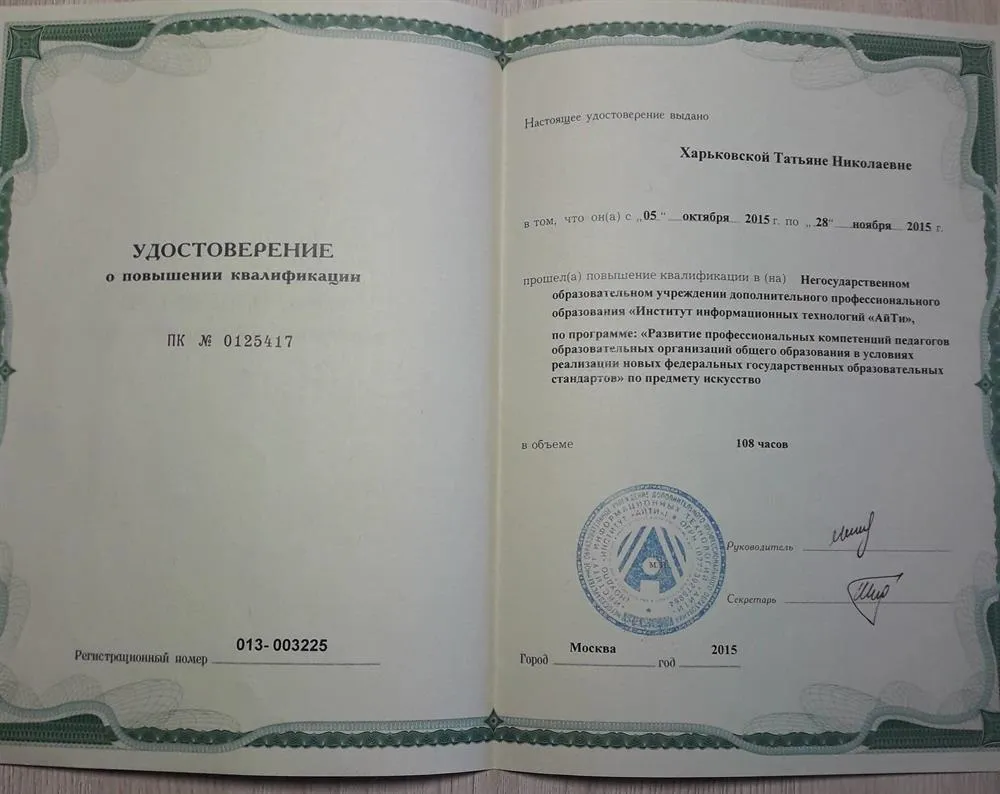 УДОСТОВЕРЕНИЕ
о повышении квалификации
ПК № 0125417
013- 003225
Регистрационный номер
Настоящее удостоверение выдано
Харьковской Татьяне Николаевне
в том, что он(а) с „05“ октября 2015 г. по „28“ ноября 2015 г.
прошел(а) повышение квалификации в (на) Негосударственном
образовательном учреждении дополнительного профессионального
образования «Институт информационных технологий «АйТи»,
по программе: «Развитие профессиональных компетенций педагогов
образовательных организаций общего образования в условиях
реализации новых федеральных государственных образовательных
стандартов» по предмету искусство
в объеме 108 часов
М.П.
Руководитель
Секретарь
Город Москва год 2015